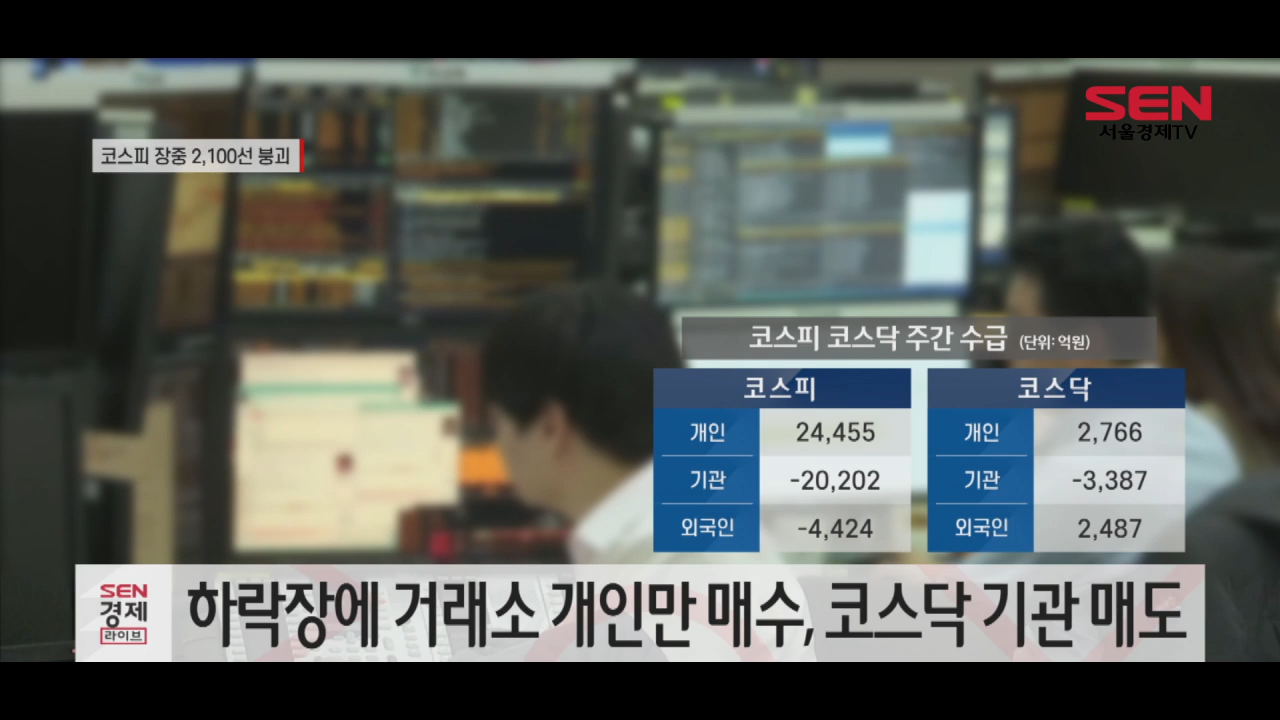 SEN
서울경제TV
코스피 장중 2,100선 붕괴
코스피 코스닥 주간 수급 (단위: 억원)
코스피
개인 24,455
기관 -20,202
외국인 -4,424
코스닥
개인 2,766
기관 -3,387
외국인 2,487
SEN
경제
라이브
하락장에 거래소 개인만 매수, 코스닥 기관 매도